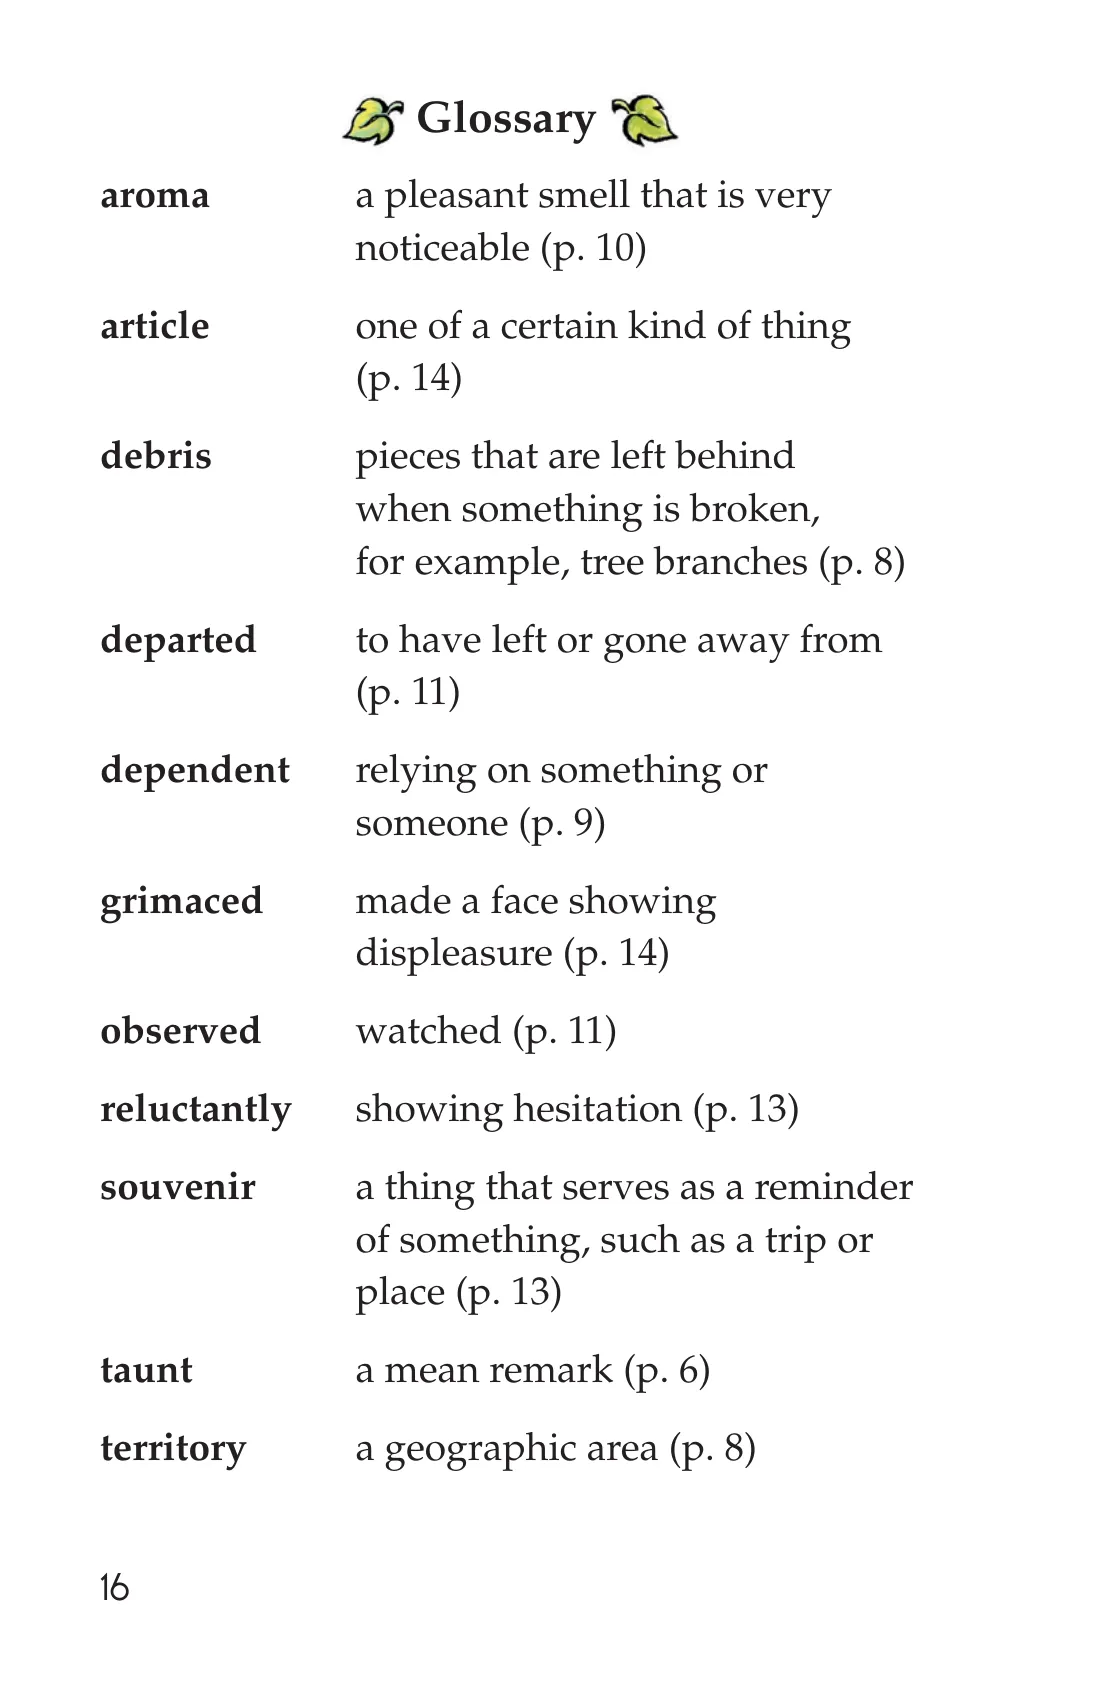 Glossary
aroma a pleasant smell that is very
noticeable (p. 10)
article one of a certain kind of thing
(p. 14)
debris pieces that are left behind
when something is broken,
for example, tree branches (p. 8)
departed to have left or gone away from
(p. 11)
dependent relying on something or
someone (p. 9)
grimaced made a face showing
displeasure (p. 14)
observed watched (p. 11)
reluctantly showing hesitation (p. 13)
souvenir a thing that serves as a reminder
of something, such as a trip or
place (p. 13)
taunt a mean remark (p. 6)
territory a geographic area (p. 8)
16